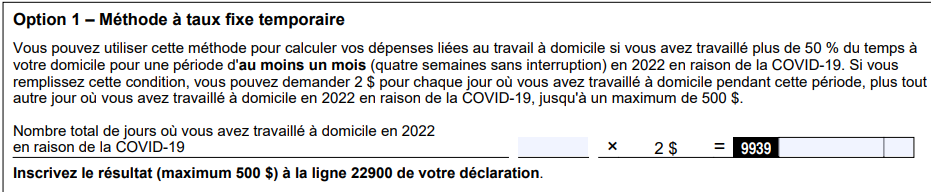 Option 1 – Méthode à taux fixe temporaire
Vous pouvez utiliser cette méthode pour calculer vos dépenses liées au travail à domicile si vous avez travaillé plus de 50 % du temps à
votre domicile pour une période d'au moins un mois (quatre semaines sans interruption) en 2022 en raison de la COVID-19. Si vous
remplissez cette condition, vous pouvez demander 2 $ pour chaque jour où vous avez travaillé à domicile pendant cette période, plus tout
autre jour où vous avez travaillé à domicile en 2022 en raison de la COVID-19, jusqu'à un maximum de 500 $.
Nombre total de jours où vous avez travaillé à domicile en 2022
en raison de la COVID-19 × 2 $ = 9939
Inscrivez le résultat (maximum 500 $) à la ligne 22900 de votre déclaration.